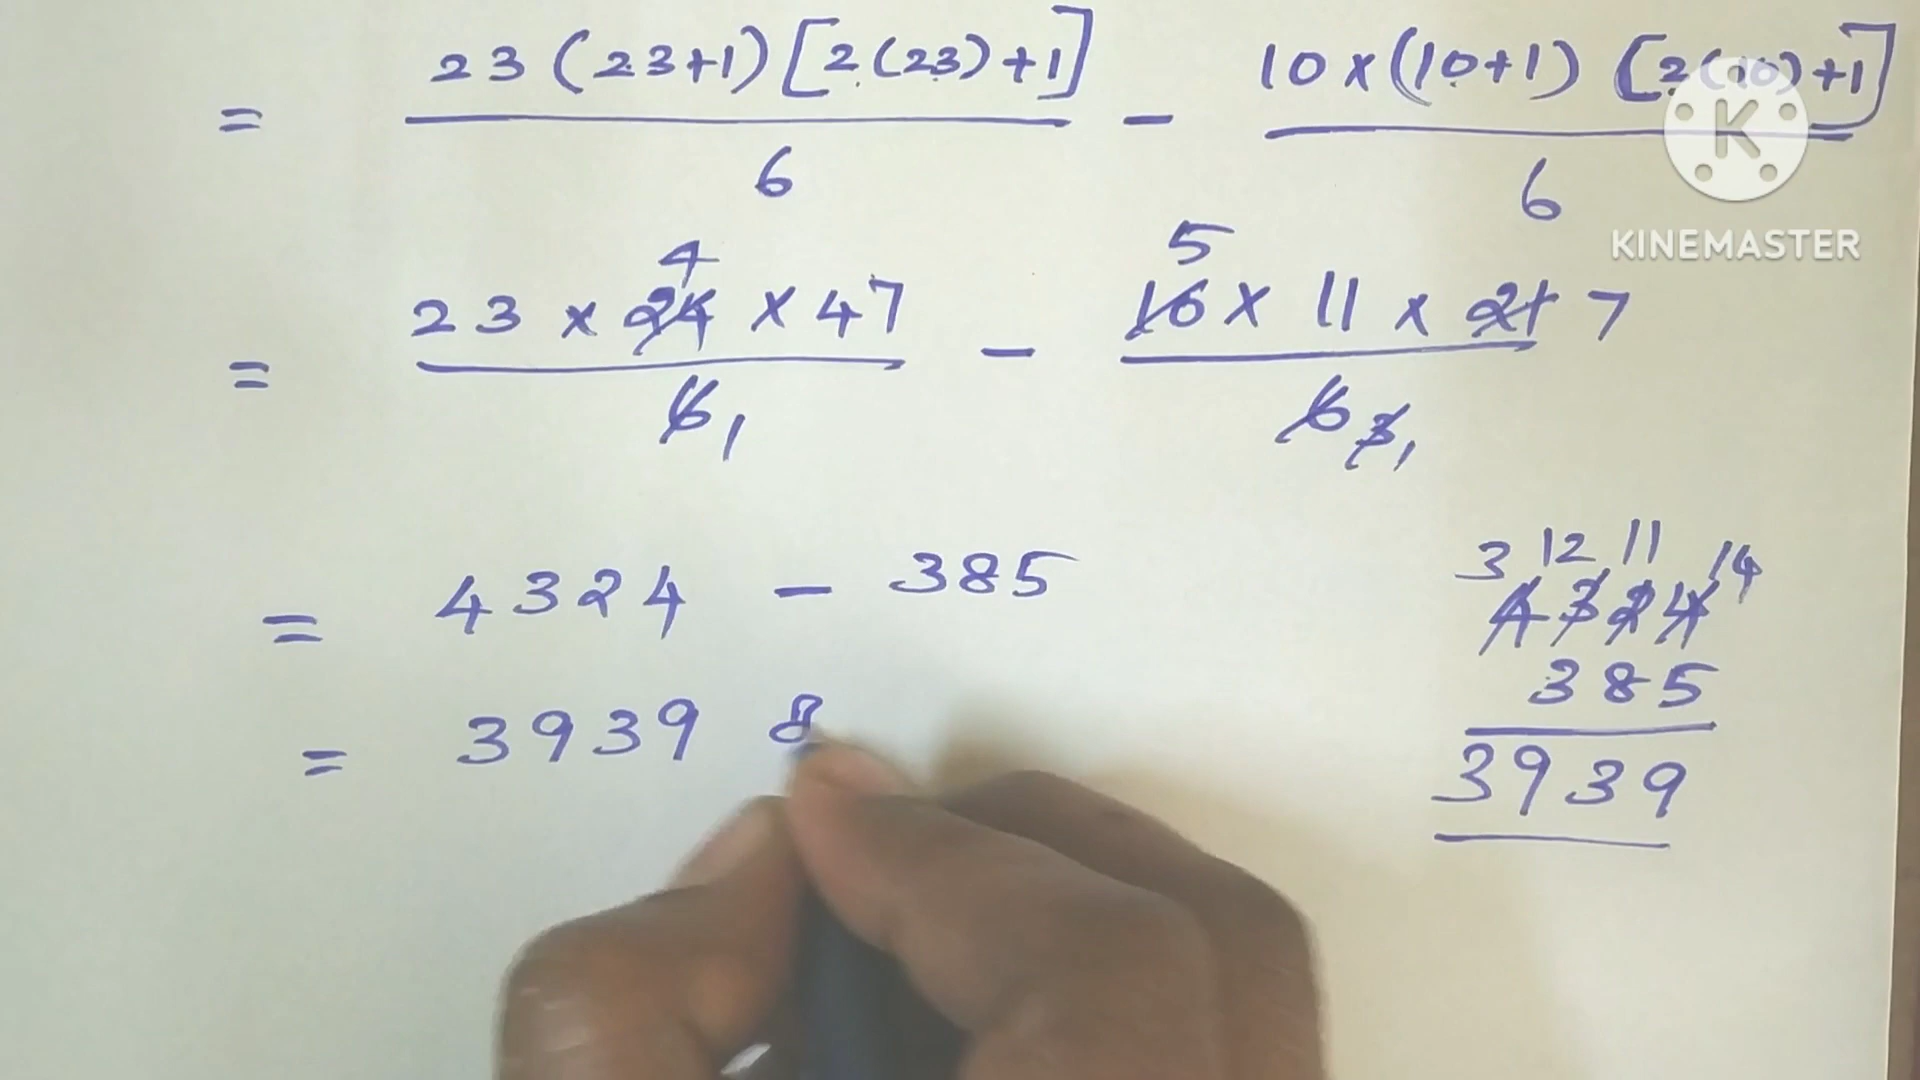 = 23 (23+1) [2(23)+1] / 6 - 10 x (10+1) [2(10)+1] / 6
K
KINEMASTER
4 5
= 23 x 24 x 47 / 6 1 - 10 x 11 x 21 7 / 6 3 1
3 12 11 14
= 4324 - 385
4324
385
= 3939 8
3939